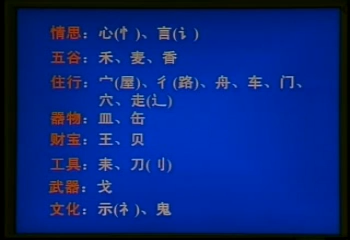 情思：心(忄)、言(讠)
五谷：禾、麦、香
住行：宀(屋)、彳(路)、舟、车、门、
穴、走(辶)
器物：皿、缶
财宝：王、贝
工具：耒、刀(刂)
武器：戈
文化：示(礻)、鬼